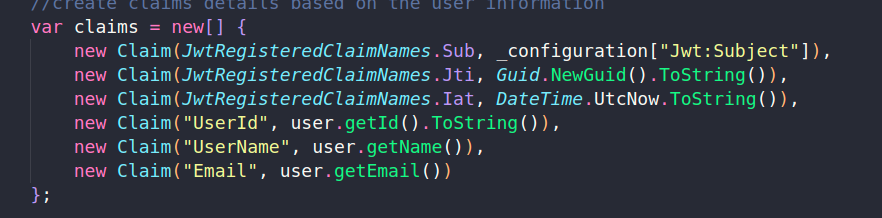 //create claims details based on the user information
var claims = new[] {
new Claim(JwtRegisteredClaimNames.Sub, _configuration["Jwt:Subject"]),
new Claim(JwtRegisteredClaimNames.Jti, Guid.NewGuid().ToString()),
new Claim(JwtRegisteredClaimNames.Iat, DateTime.UtcNow.ToString()),
new Claim("UserId", user.getId().ToString()),
new Claim("UserName", user.getName()),
new Claim("Email", user.getEmail())
};